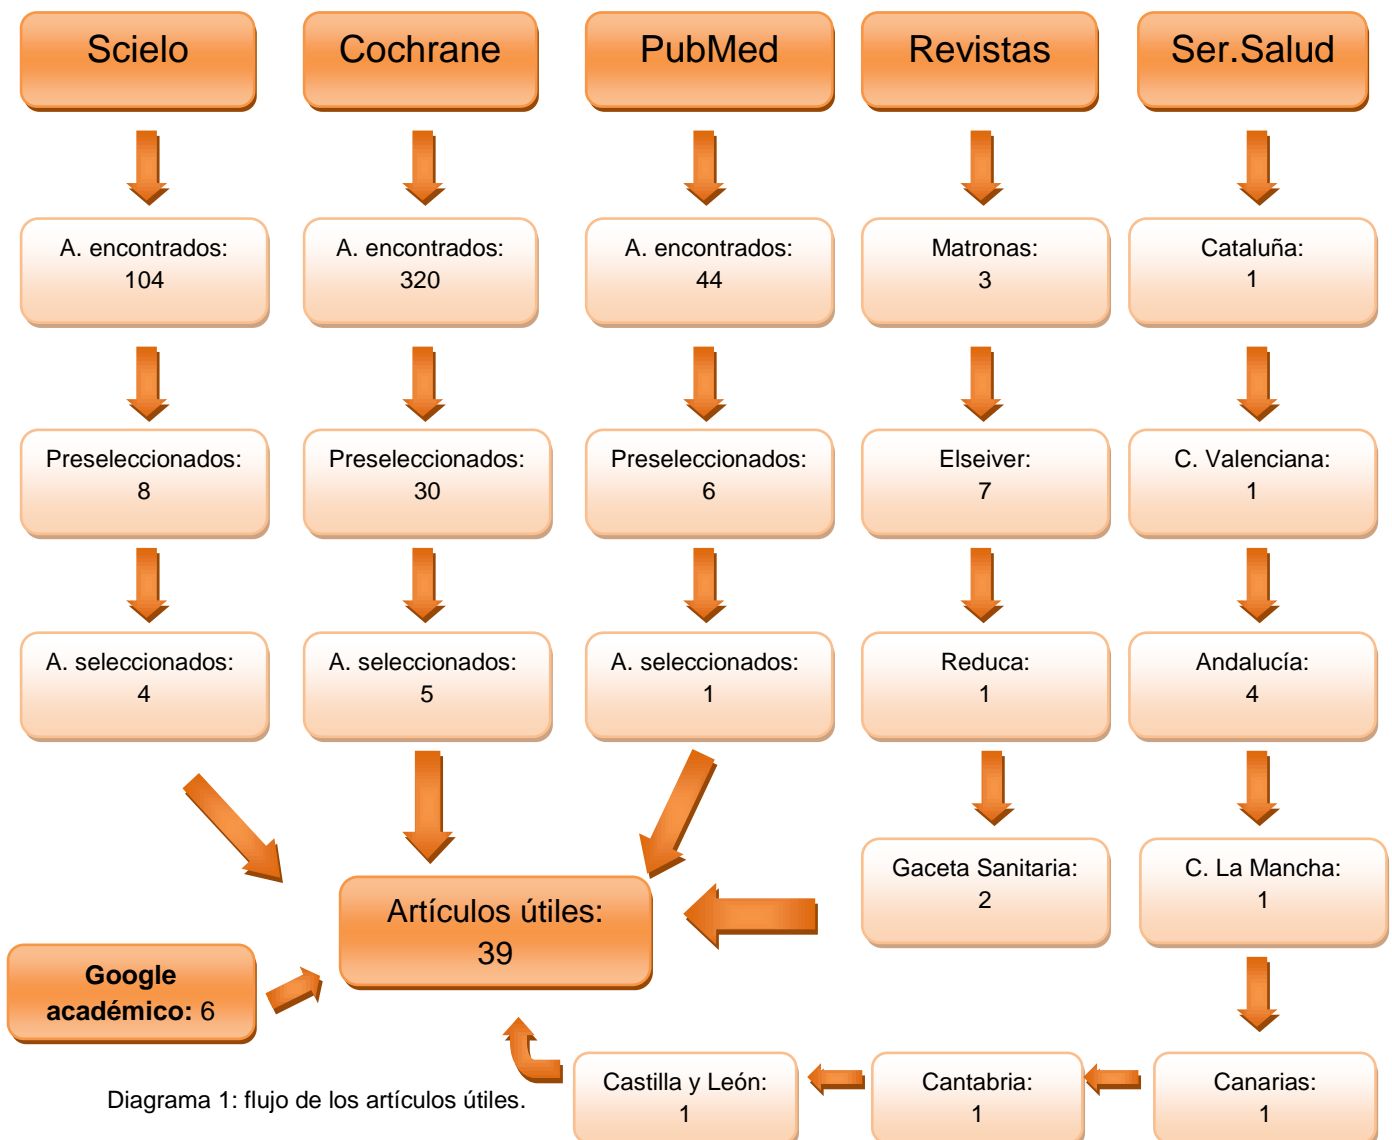 Scielo
Cochrane
PubMed
Revistas
Ser.Salud
A. encontrados:
104
A. encontrados:
320
A. encontrados:
44
Matronas:
3
Cataluña:
1
Preseleccionados:
8
Preseleccionados:
30
Preseleccionados:
6
Elseiver:
7
C. Valenciana:
1
A. seleccionados:
4
A. seleccionados:
5
A. seleccionados:
1
Reduca:
1
Andalucía:
4
Gaceta Sanitaria:
2
C. La Mancha:
1
Artículos útiles:
39
Google
académico: 6
Castilla y León:
1
Cantabria:
1
Canarias:
1
Diagrama 1: flujo de los artículos útiles.